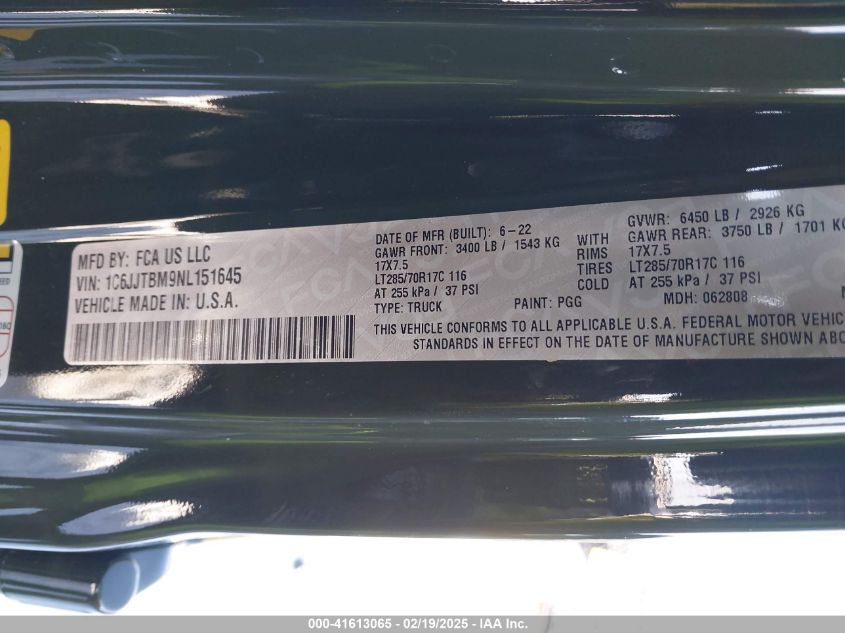 MFD BY: FCA US LLC
VIN: 1C6JJTBM9NL151645
VEHICLE MADE IN: U.S.A.
DATE OF MFR (BUILT): 6-22
GAWR FRONT: 3400 LB / 1543 KG
17X7.5
LT285/70R17C 116
AT 255 kPa / 37 PSI
TYPE: TRUCK
PAINT: PGG
WITH
RIMS
TIRES
COLD
GVWR: 6450 LB / 2926 KG
GAWR REAR: 3750 LB / 1701 KG
17X7.5
LT285/70R17C 116
AT 255 kPa / 37 PSI
MDH: 062808
THIS VEHICLE CONFORMS TO ALL APPLICABLE U.S.A. FEDERAL MOTOR VEHIC
STANDARDS IN EFFECT ON THE DATE OF MANUFACTURE SHOWN ABO
000-41613065 - 02/19/2025 - IAA Inc.